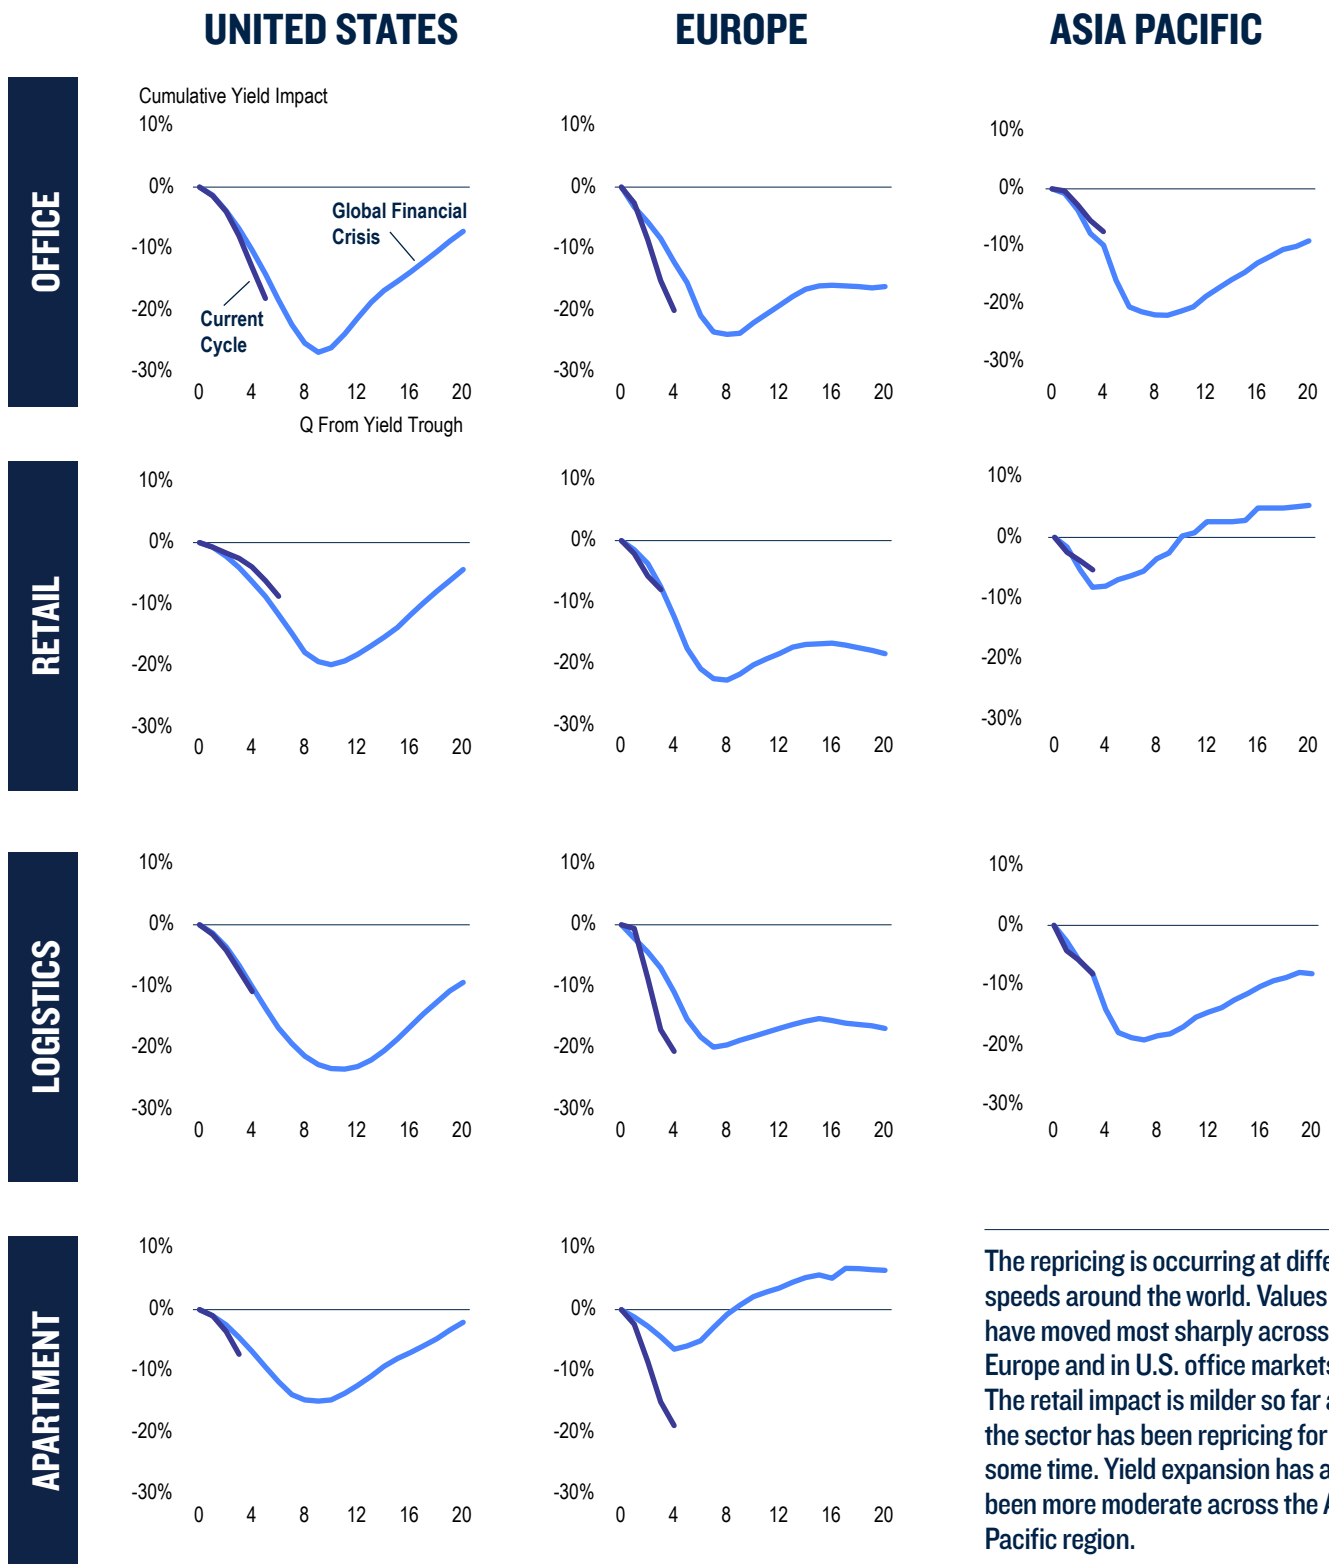 UNITED STATES
EUROPE
ASIA PACIFIC
OFFICE
Cumulative Yield Impact
10%
0%
-10%
-20%
-30%
Global Financial
Crisis
Current
Cycle
0 4 8 12 16 20
Q From Yield Trough
10%
0%
-10%
-20%
-30%
0 4 8 12 16 20
10%
0%
-10%
-20%
-30%
0 4 8 12 16 20
RETAIL
10%
0%
-10%
-20%
-30%
0 4 8 12 16 20
10%
0%
-10%
-20%
-30%
0 4 8 12 16 20
10%
0%
-10%
-20%
-30%
0 4 8 12 16 20
LOGISTICS
10%
0%
-10%
-20%
-30%
0 4 8 12 16 20
10%
0%
-10%
-20%
-30%
0 4 8 12 16 20
10%
0%
-10%
-20%
-30%
0 4 8 12 16 20
APARTMENT
10%
0%
-10%
-20%
-30%
0 4 8 12 16 20
10%
0%
-10%
-20%
-30%
0 4 8 12 16 20
The repricing is occurring at
speeds around the world. Values
have moved most sharply across
Europe and in U.S. office markets
The retail impact is milder so far
the sector has been repricing for
some time. Yield expansion has
been more moderate across the
Pacific region.